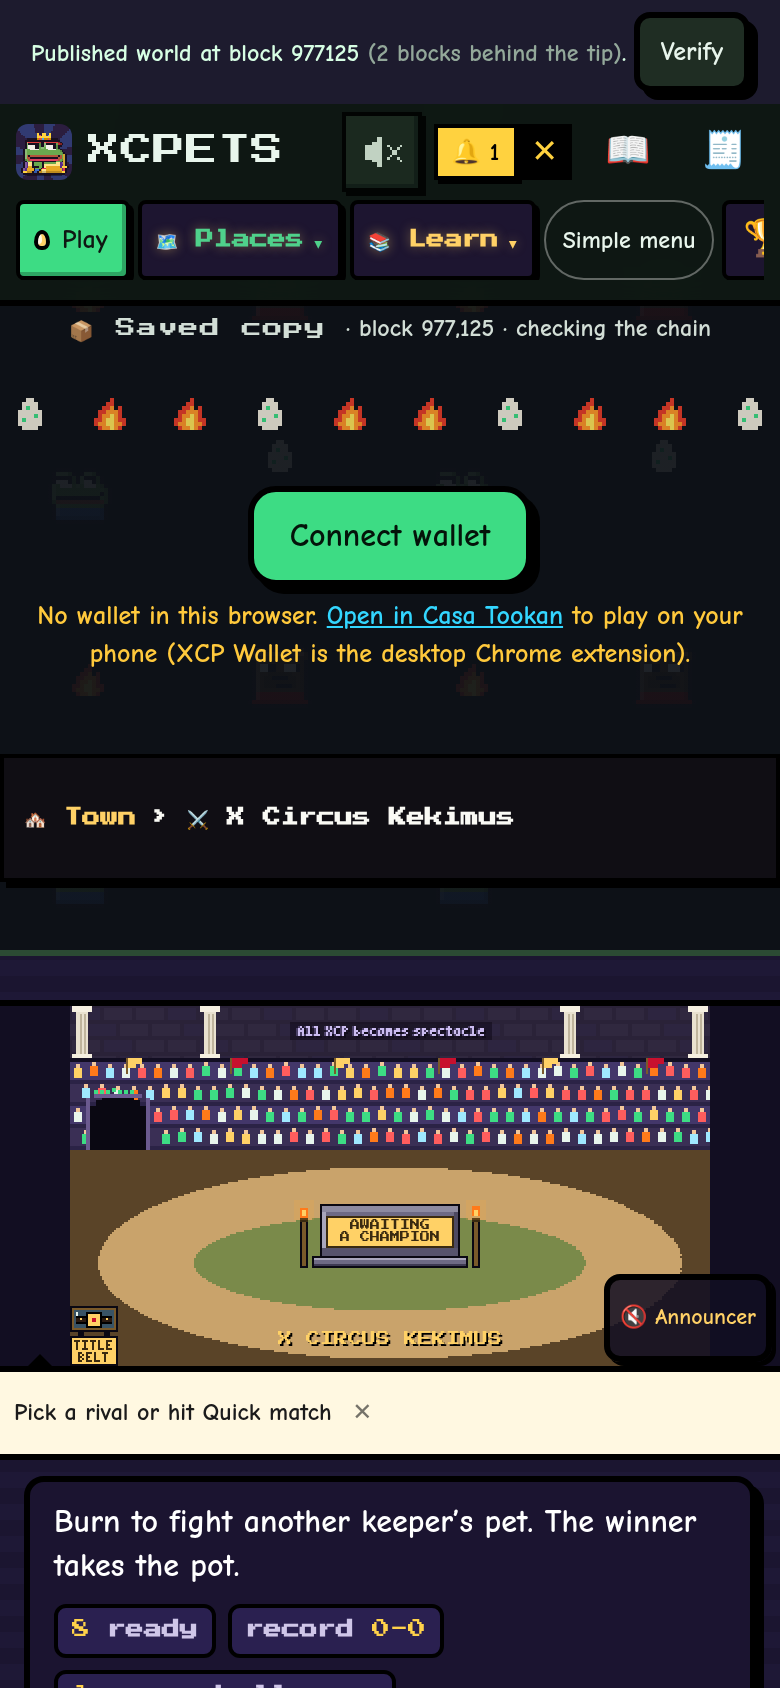 Published world at block 977125 (2 blocks behind the tip).
Verify
XCPETS
1
Play
Places
Learn
Simple menu
Saved copy · block 977,125 · checking the chain
Connect wallet
No wallet in this browser. Open in Casa Tookan to play on your
phone (XCP Wallet is the desktop Chrome extension).
Town › X Circus Kekimus
All XCP becomes spectacle
AWAITING
A CHAMPION
TITLE
BELT
X CIRCUS KEKIMUS
Announcer
Pick a rival or hit Quick match
Burn to fight another keeper's pet. The winner
takes the pot.
8 ready
record 0-0